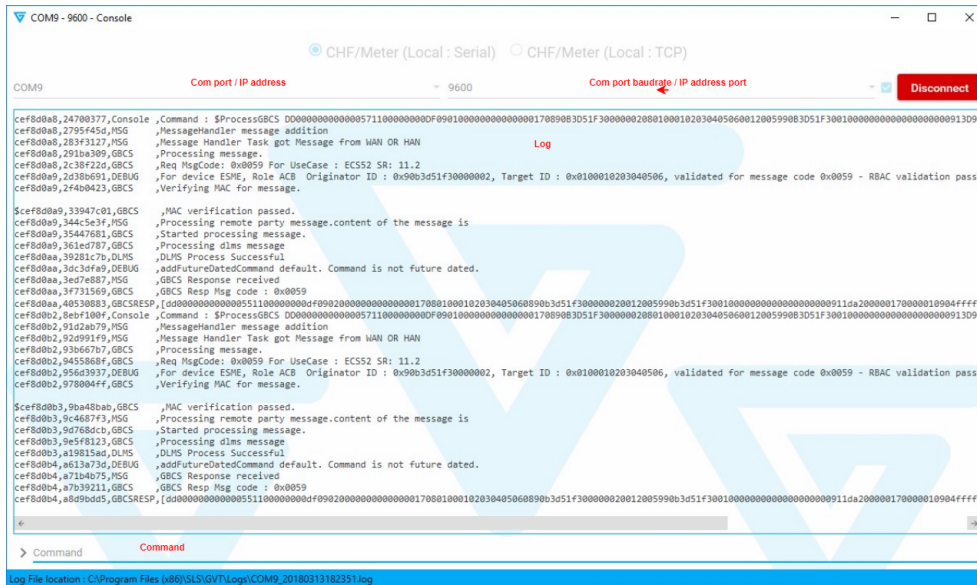 COM9 - 9600 - Console
CHF/Meter (Local : Serial) CHF/Meter (Local : TCP)
Com port / IP address Com port baudrate / IP address port
COM9 9600 Disconnect
Log
cef8d0a8,24700377,Console ,Command : $ProcessGBCS
cef8d0a8,2795f45d,MSG ,MessageHandler message addition
cef8d0a8,283f3127,MSG ,Message Handler Task got Message from WAN OR HAN
cef8d0a8,291ba309,GBCS ,Processing message.
cef8d0a8,2c38f22d,GBCS ,Req MsgCode: 0x0059 For UseCase : ECS52 SR: 11.2
cef8d0a9,2d38b691,DEBUG ,For device ESME, Role ACB Originator ID : 0x90b3d51f30000002, Target ID : 0x0100010203040506, validated for message code 0x0059 - RBAC validation pass
cef8d0a9,2f4b0423,GBCS ,Verifying MAC for message.
$cef8d0a9,33947c01,GBCS ,MAC verification passed.
cef8d0a9,344c5e3f,MSG ,Processing remote party message.content of the message is
cef8d0a9,35447681,GBCS ,Started processing message.
cef8d0a9,361ed787,GBCS ,Processing dlms message
cef8d0aa,39281c7b,DLMS ,DLMS Process Successful
cef8d0aa,3dc3dfa9,DEBUG ,addFutureDatedCommand default. Command is not future dated.
cef8d0aa,3ed7e887,MSG ,GBCS Response received
cef8d0aa,3f731569,GBCS ,GBCS Resp Msg code : 0x0059
cef8d0aa,40530883,GBCSRESP,
cef8d0b2,8ebf100f,Console ,Command : $ProcessGBCS
cef8d0b2,91d2ab79,MSG ,MessageHandler message addition
cef8d0b2,92d991f9,MSG ,Message Handler Task got Message from WAN OR HAN
cef8d0b2,93b667b7,GBCS ,Processing message.
cef8d0b2,9455868f,GBCS ,Req MsgCode: 0x0059 For UseCase : ECS52 SR: 11.2
cef8d0b2,956d3937,DEBUG ,For device ESME, Role ACB Originator ID : 0x90b3d51f30000002, Target ID : 0x0100010203040506, validated for message code 0x0059 - RBAC validation pass
cef8d0b2,978004ff,GBCS ,Verifying MAC for message.
$cef8d0b3,9ba48bab,GBCS ,MAC verification passed.
cef8d0b3,9c4687f3,MSG ,Processing remote party message.content of the message is
cef8d0b3,9d768dcb,GBCS ,Started processing message.
cef8d0b3,9e5f8123,GBCS ,Processing dlms message
cef8d0b3,a19815ad,DLMS ,DLMS Process Successful
cef8d0b4,a613a73d,DEBUG ,addFutureDatedCommand default. Command is not future dated.
cef8d0b4,a71b4b75,MSG ,GBCS Response received
cef8d0b4,a7b39211,GBCS ,GBCS Resp Msg code : 0x0059
cef8d0b4,a8d9bdd5,GBCSRESP,
Command Command
Log File location : C:\Program Files (x86)\SLS\GVT\Logs\COM9_20180313182351.log